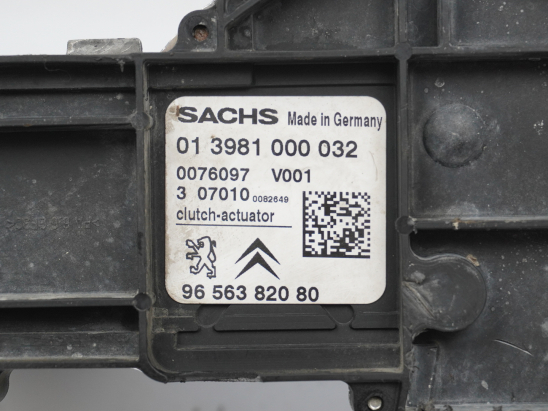 SACHS Made in Germany
01 3981 000 032
0076097 V001
3 07010 0082649
clutch-actuator
96 563 820 80